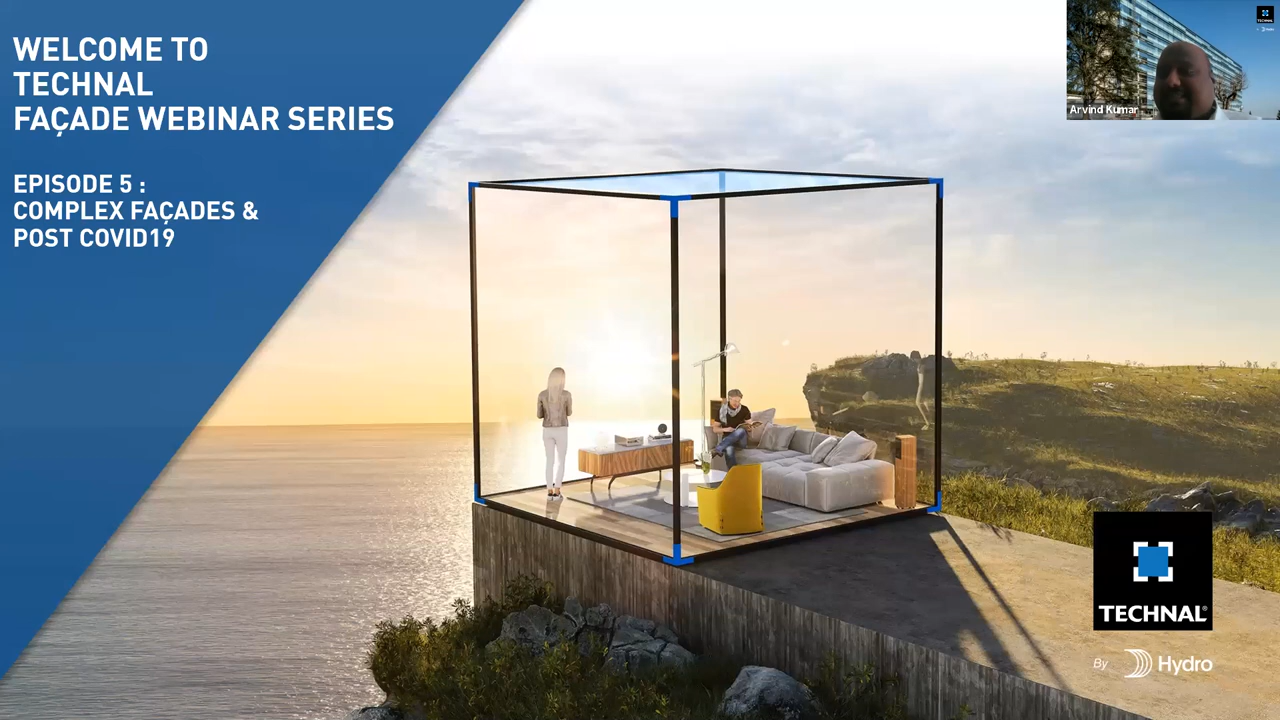 WELCOME TO
TECHNAL
FAÇADE WEBINAR SERIES
EPISODE 5 :
COMPLEX FAÇADES &
POST COVID19
Arvind Kumar
TECHNAL®
By Hydro